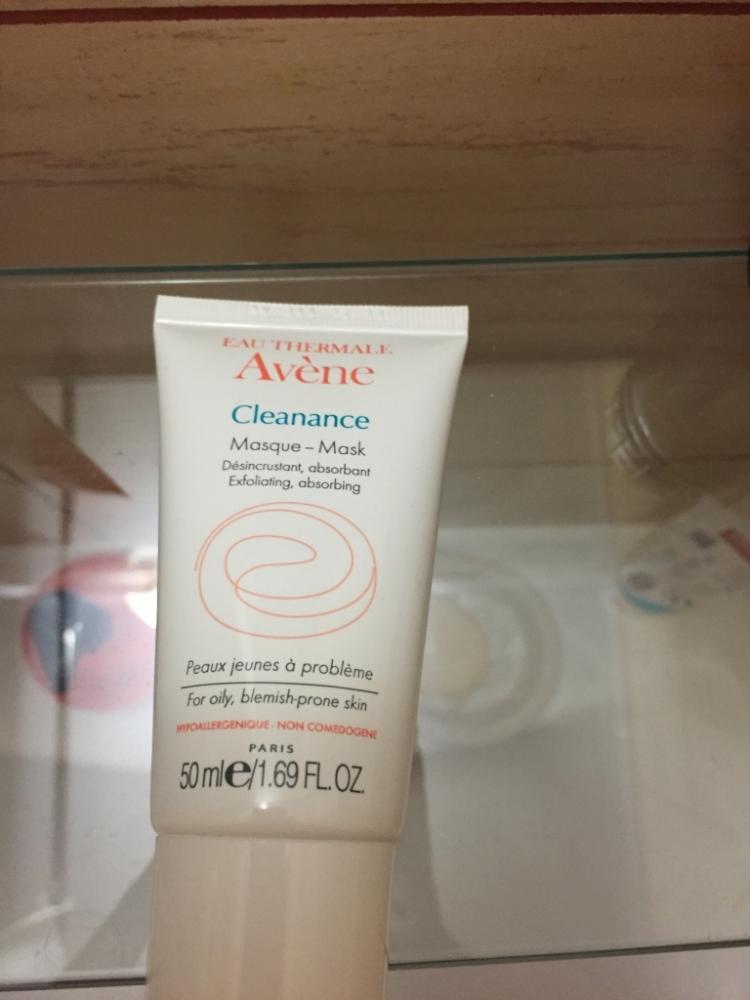 EAU THERMALE
Avène
Cleanance
Masque – Mask
Désincrustant, absorbant
Exfoliating, absorbing
Peaux jeunes à problème
For oily, blemish-prone skin
HYPOALLERGENIQUE - NON COMEDOGENE
PARIS
50 ml e/1.69 FL. OZ.